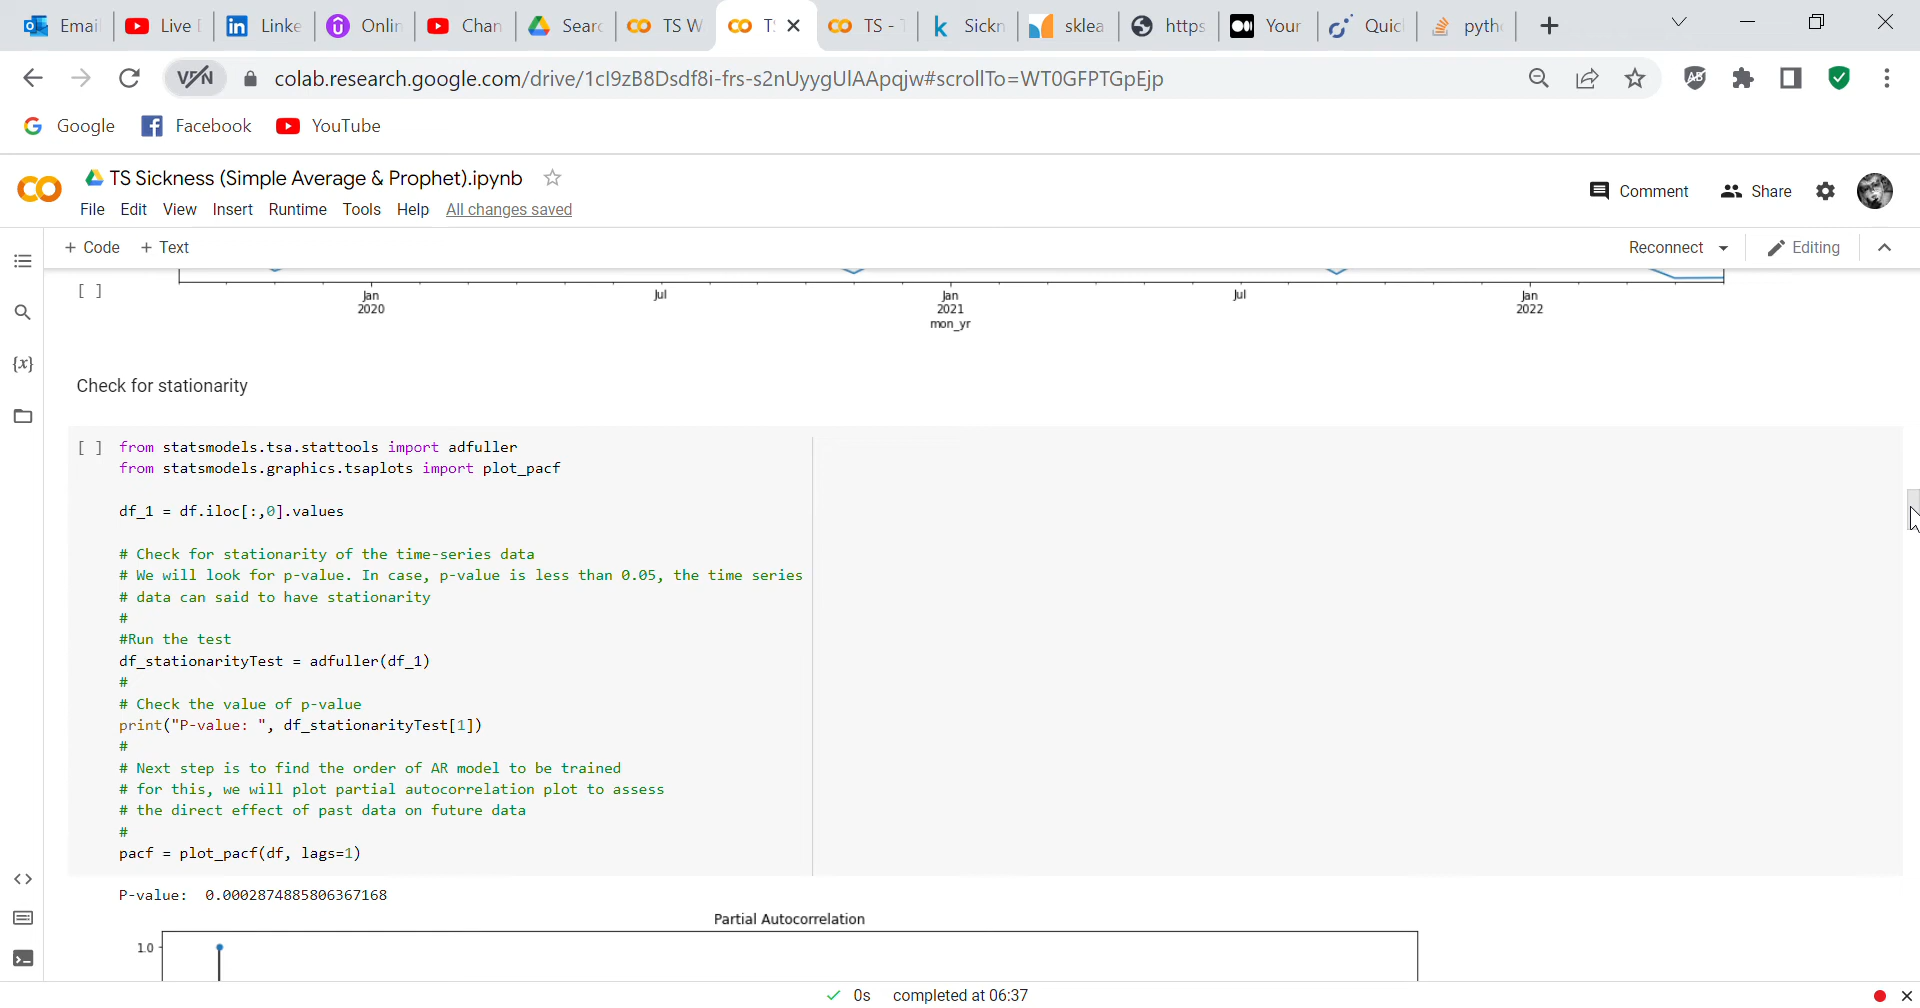 Emai
Live
Linke
Onlin
Chan
Searc
TS W
TS -
Sickn
sklea
https
Your
Quic
pyth
VPN
colab.research.google.com/drive/1cI9zB8Dsdf8i-frs-s2nUyygUIAApqjw#scrollTo=WT0GFPTGpEjp
Google Facebook YouTube
TS Sickness (Simple Average & Prophet).ipynb
Comment
Share
File Edit View Insert Runtime Tools Help All changes saved
+ Code + Text
Reconnect
Editing
[ ]
Jan Jul Jan Jul Jan
2020 2021 2022
mon_yr
Check for stationarity
[ ] from statsmodels.tsa.stattools import adfuller
from statsmodels.graphics.tsaplots import plot_pacf
df_1 = df.iloc[:,0].values
# Check for stationarity of the time-series data
# We will look for p-value. In case, p-value is less than 0.05, the time series
# data can said to have stationarity
#
#Run the test
df_stationarityTest = adfuller(df_1)
#
# Check the value of p-value
print("P-value: ", df_stationarityTest[1])
#
# Next step is to find the order of AR model to be trained
# for this, we will plot partial autocorrelation plot to assess
# the direct effect of past data on future data
#
pacf = plot_pacf(df, lags=1)
P-value: 0.0002874885806367168
Partial Autocorrelation
1.0
0s completed at 06:37